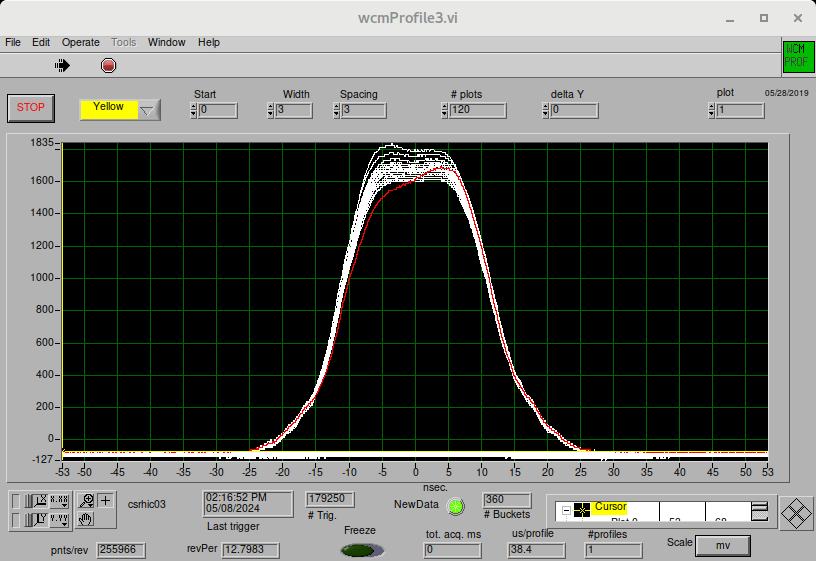 wcmProfile3.vi
File Edit Operate Tools Window Help
WCM
PROF
STOP
Yellow
Start
0
Width
3
Spacing
3
# plots
120
delta Y
0
plot
1
05/28/2019
1835
1600
1400
1200
1000
800
600
400
200
0
-127
-53 -50 -45 -40 -35 -30 -25 -20 -15 -10 -5 0 5 10 15 20 25 30 35 40 45 50 53
nsec.
csrhic03
02:16:52 PM
05/08/2024
Last trigger
179250
# Trig.
NewData
360
# Buckets
Cursor
Freeze
pnts/rev 255966
revPer 12.7983
tot. acq. ms
0
us/profile
38.4
#profiles
1
Scale mv